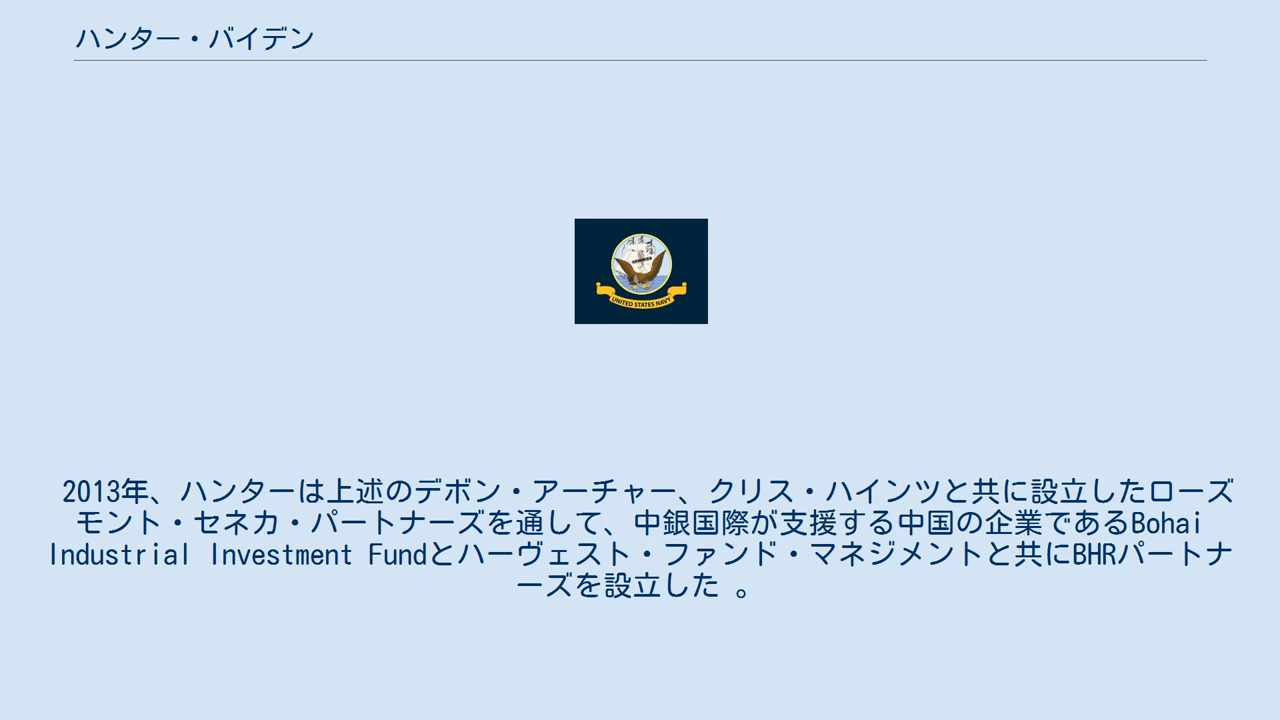 ハンター・バイデン
UNITED STATES NAVY
2013年、ハンターは上述のデボン・アーチャー、クリス・ハインツと共に設立したローズ
モント・セネカ・パートナーズを通して、中銀国際が支援する中国の企業であるBohai
Industrial Investment Fundとハーヴェスト・ファンド・マネジメントと共にBHRパートナ
ーズを設立した 。